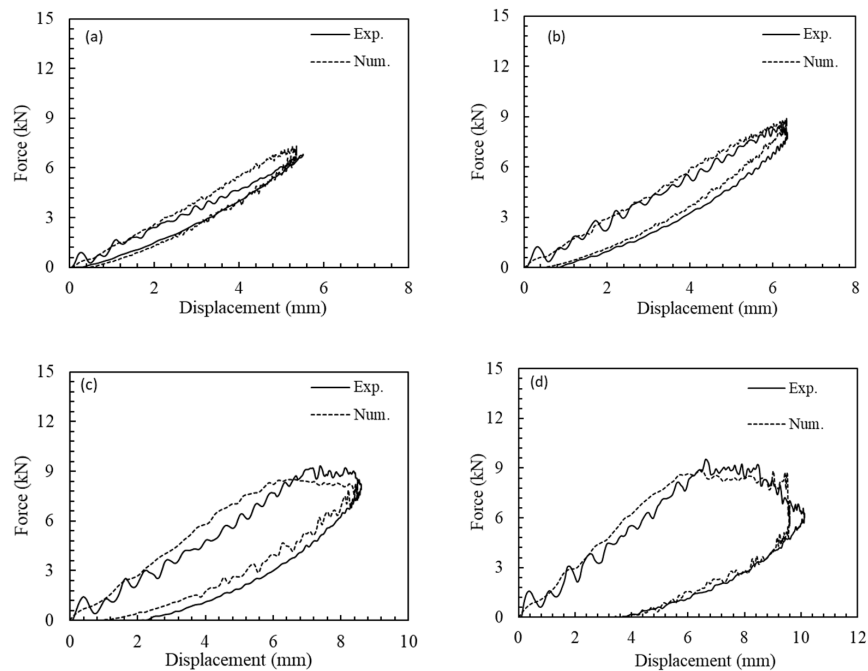 (a)
15
12
9
6
3
0
Force (kN)
Exp.
Num.
0 2 4 6 8
Displacement (mm)
(b)
15
12
9
6
3
0
Force (kN)
Exp.
Num.
0 2 4 6 8
Displacement (mm)
(c)
15
12
9
6
3
0
Force (kN)
Exp.
Num.
0 2 4 6 8 10
Displacement (mm)
(d)
15
12
9
6
3
0
Force (kN)
Exp.
Num.
0 2 4 6 8 10 12
Displacement (mm)